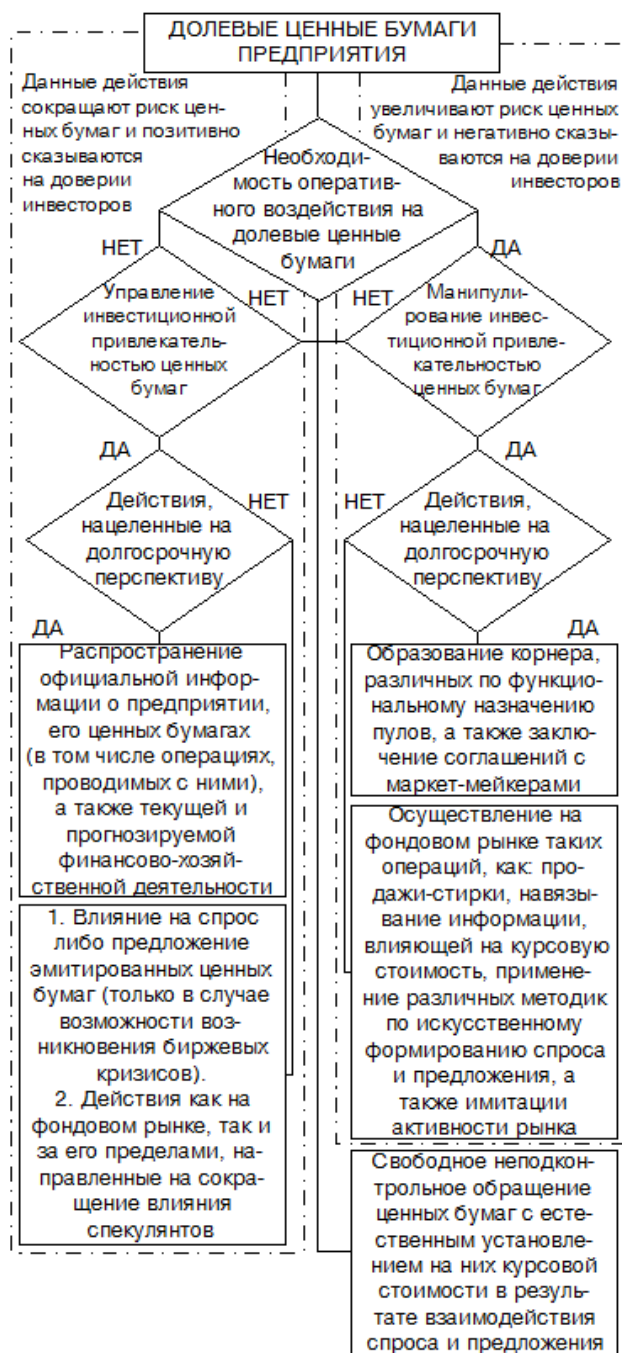 ДОЛЕВЫЕ ЦЕННЫЕ БУМАГИ
ПРЕДПРИЯТИЯ
Данные действия
сокращают риск цен-
ных бумаг и позитивно
сказываются
на доверии
инвесторов
Данные действия
увеличивают риск ценных
бумаг и негативно сказы-
ваются на доверии
инвесторов
Необходи-
мость оператив-
ного воздействия на
долевые ценные
бумаги
НЕТ
ДА
Управление
инвестиционной
привлекатель-
ностью ценных
бумаг
НЕТ
НЕТ
Манипули-
рование инвес-
тиционной привле-
кательностью
ценных бумаг
ДА
ДА
Действия,
нацеленные на
долгосрочную
перспективу
НЕТ
НЕТ
Действия,
нацеленные на
долгосрочную
перспективу
ДА
ДА
Распространение
официальной инфор-
мации о предприятии,
его ценных бумагах
(в том числе операциях,
проводимых с ними),
а также текущей и
прогнозируемой
финансово-хозяй-
ственной деятельности
1. Влияние на спрос
либо предложение
эмитированных ценных
бумаг (только в случае
возможности воз-
никновения биржевых
кризисов).
2. Действия как на
фондовом рынке, так и
за его пределами, на-
правленные на сокра-
щение влияния
спекулянтов
Образование корнера,
различных по функцио-
нальному назначению
пулов, а также заклю-
чение соглашений с
маркет-мейкерами
Осуществление на
фондовом рынке таких
операций, как: про-
дажи-стирки, навязы-
вание информации,
влияющей на курсовую
стоимость, примене-
ние различных методик
по искусственному
формированию спроса
и предложения, а
также имитации
активности рынка
Свободное неподкон-
трольное обращение
ценных бумаг с есте-
ственным установле-
нием на них курсовой
стоимости в резуль-
тате взаимодействия
спроса и предложения